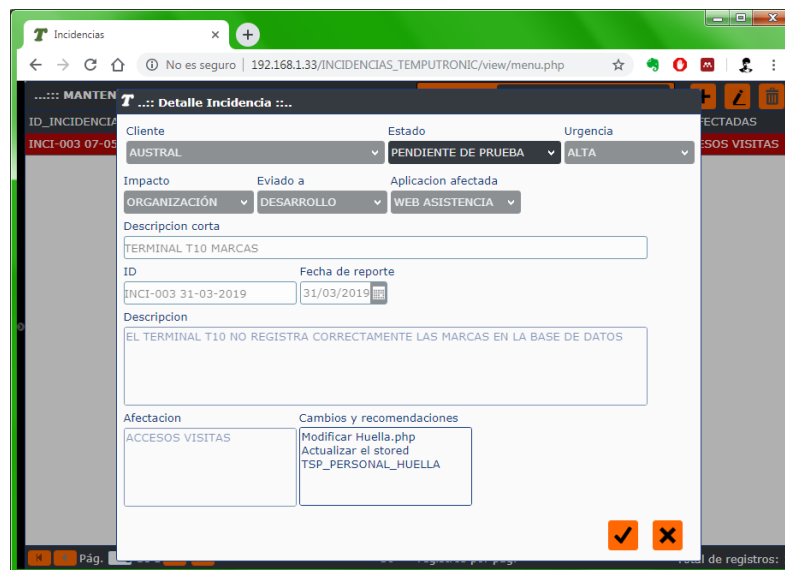 T Incidencias
No es seguro | 192.168.1.33/INCIDENCIAS_TEMPUTRONIC/view/menu.php
...::: MANTEN
ID_INCIDENCIA
ECTADAS
INCI-003 07-05
SOS VISITAS
T ..:: Detalle Incidencia ::..
Cliente Estado Urgencia
AUSTRAL PENDIENTE DE PRUEBA ALTA
Impacto Eviado a Aplicacion afectada
ORGANIZACIÓN DESARROLLO WEB ASISTENCIA
Descripcion corta
TERMINAL T10 MARCAS
ID Fecha de reporte
INCI-003 31-03-2019 31/03/2019
Descripcion
EL TERMINAL T10 NO REGISTRA CORRECTAMENTE LAS MARCAS EN LA BASE DE DATOS
Afectacion Cambios y recomendaciones
ACCESOS VISITAS
Modificar Huella.php
Actualizar el stored
TSP_PERSONAL_HUELLA
Pág.
de registros: